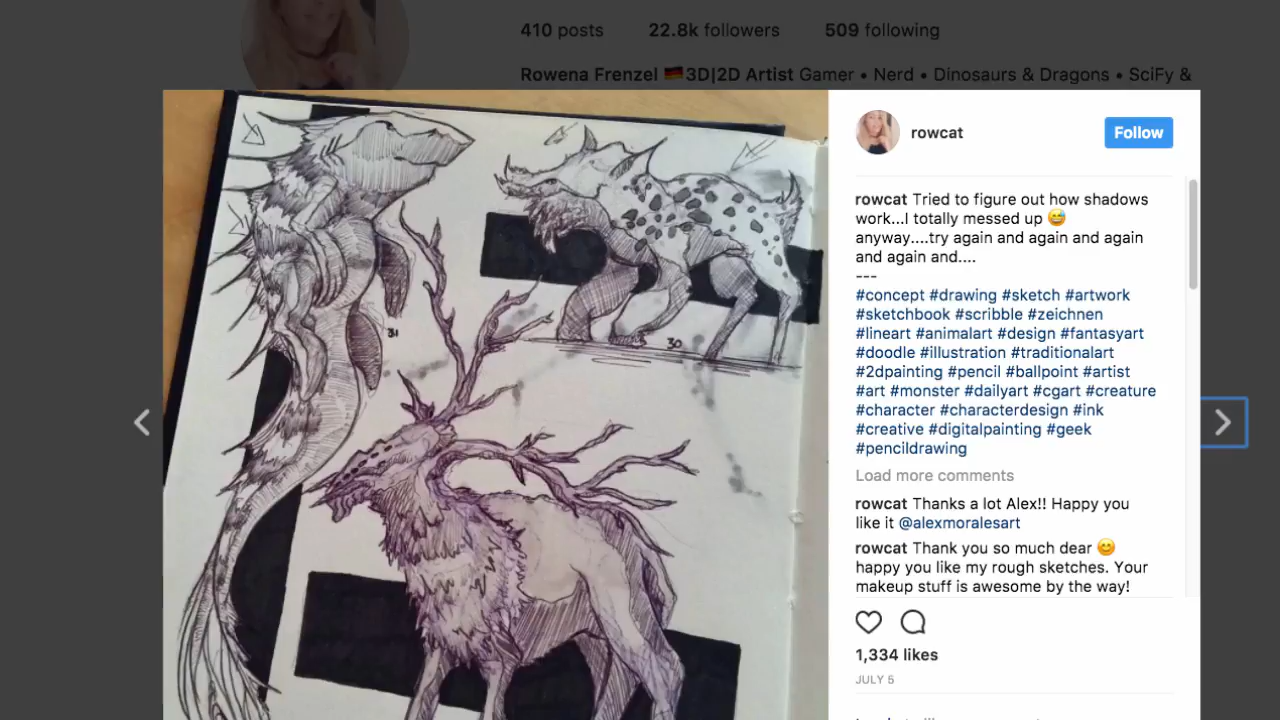 410 posts 22.8k followers 509 following
Rowena Frenzel 🇩🇪3D|2D Artist Gamer • Nerd • Dinosaurs & Dragons • SciFy &
rowcat Follow
rowcat Tried to figure out how shadows
work...I totally messed up 😅
anyway....try again and again and again
and again and....
---
#concept #drawing #sketch #artwork
#sketchbook #scribble #zeichnen
#lineart #animalart #design #fantasyart
#doodle #illustration #traditionalart
#2dpainting #pencil #ballpoint #artist
#art #monster #dailyart #cgart #creature
#character #characterdesign #ink
#creative #digitalpainting #geek
#pencildrawing
Load more comments
rowcat Thanks a lot Alex!! Happy you
like it @alexmoralesart
rowcat Thank you so much dear 😊
happy you like my rough sketches. Your
makeup stuff is awesome by the way!
1,334 likes
JULY 5
31
30